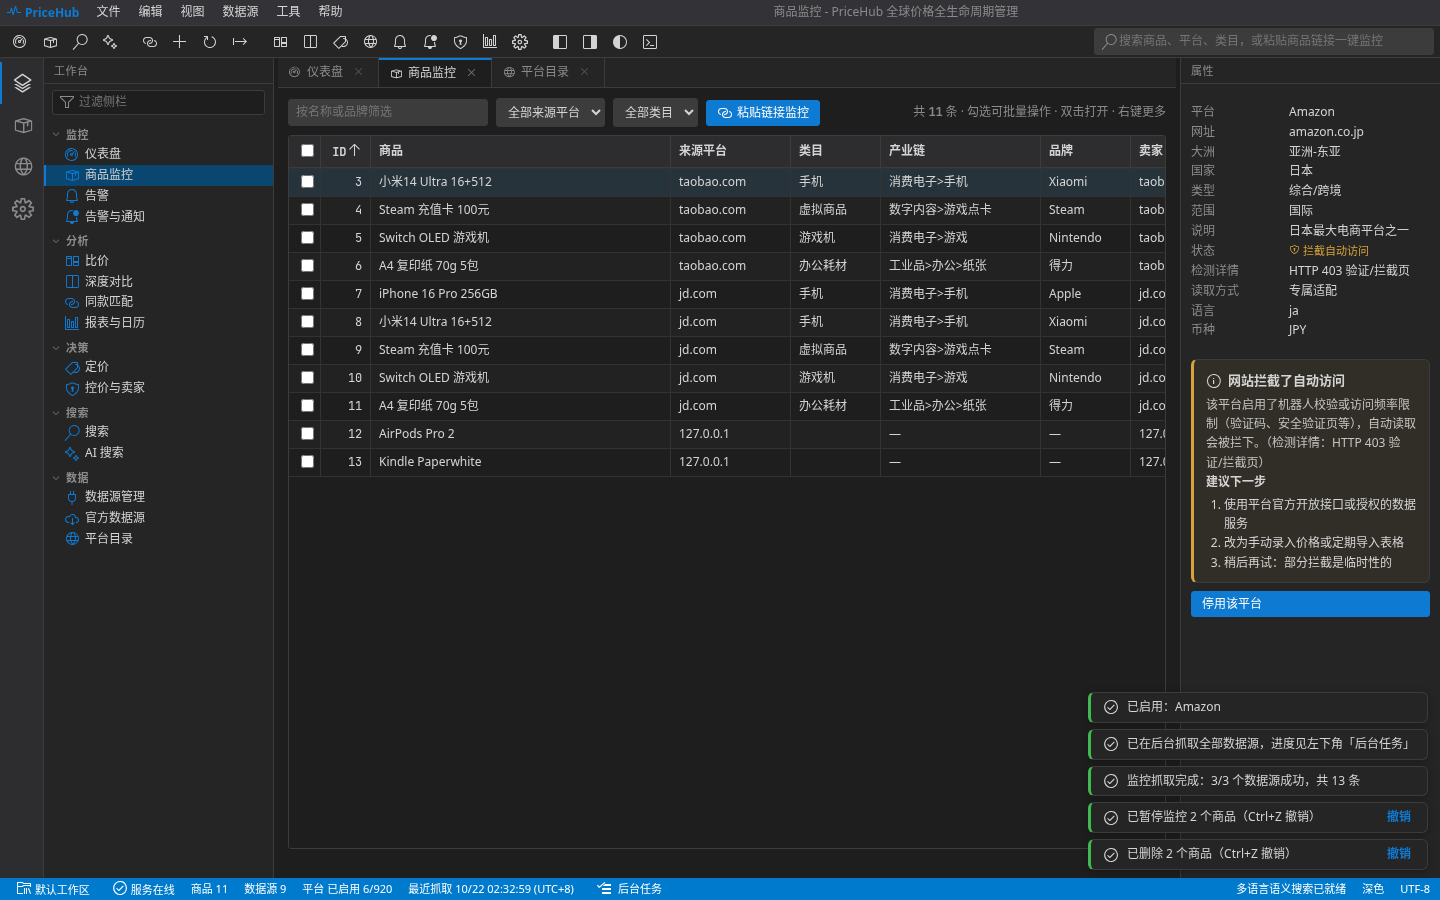 PriceHub 文件 编辑 视图 数据源 工具 帮助 商品监控 - PriceHub 全球价格全生命周期管理
搜索商品、平台、类目，或粘贴商品链接一键监控
工作台
过滤侧栏
监控
仪表盘
商品监控
告警
告警与通知
分析
比价
深度对比
同款匹配
报表与日历
决策
定价
控价与卖家
搜索
搜索
AI 搜索
数据
数据源管理
官方数据源
平台目录
仪表盘 商品监控 平台目录
按名称或品牌筛选 全部来源平台 全部类目 粘贴链接监控 共 11 条 · 勾选可批量操作 · 双击打开 · 右键更多
ID 商品 来源平台 类目 产业链 品牌 卖家
3 小米14 Ultra 16+512 taobao.com 手机 消费电子>手机 Xiaomi taob
4 Steam 充值卡 100元 taobao.com 虚拟商品 数字内容>游戏点卡 Steam taob
5 Switch OLED 游戏机 taobao.com 游戏机 消费电子>游戏 Nintendo taob
6 A4 复印纸 70g 5包 taobao.com 办公耗材 工业品>办公>纸张 得力 taob
7 iPhone 16 Pro 256GB jd.com 手机 消费电子>手机 Apple jd.co
8 小米14 Ultra 16+512 jd.com 手机 消费电子>手机 Xiaomi jd.co
9 Steam 充值卡 100元 jd.com 虚拟商品 数字内容>游戏点卡 Steam jd.co
10 Switch OLED 游戏机 jd.com 游戏机 消费电子>游戏 Nintendo jd.co
11 A4 复印纸 70g 5包 jd.com 办公耗材 工业品>办公>纸张 得力 jd.co
12 AirPods Pro 2 127.0.0.1 — — 127.0
13 Kindle Paperwhite 127.0.0.1 — — 127.0
属性
平台 Amazon
网址 amazon.co.jp
大洲 亚洲-东亚
国家 日本
类型 综合/跨境
范围 国际
说明 日本最大电商平台之一
状态 拦截自动访问
检测详情 HTTP 403 验证/拦截页
读取方式 专属适配
语言 ja
币种 JPY
网站拦截了自动访问
该平台启用了机器人校验或访问频率限
制（验证码、安全验证页等），自动读取
会被拦下。（检测详情：HTTP 403 验
证/拦截页）
建议下一步
1. 使用平台官方开放接口或授权的数据
服务
2. 改为手动录入价格或定期导入表格
3. 稍后再试：部分拦截是临时性的
停用该平台
已启用：Amazon
已在后台抓取全部数据源，进度见左下角「后台任务」
监控抓取完成：3/3 个数据源成功，共 13 条
已暂停监控 2 个商品（Ctrl+Z 撤销） 撤销
已删除 2 个商品（Ctrl+Z 撤销） 撤销
默认工作区 服务在线 商品 11 数据源 9 平台 已启用 6/920 最近抓取 10/22 02:32:59 (UTC+8) 后台任务 多语言语义搜索已就绪 深色 UTF-8